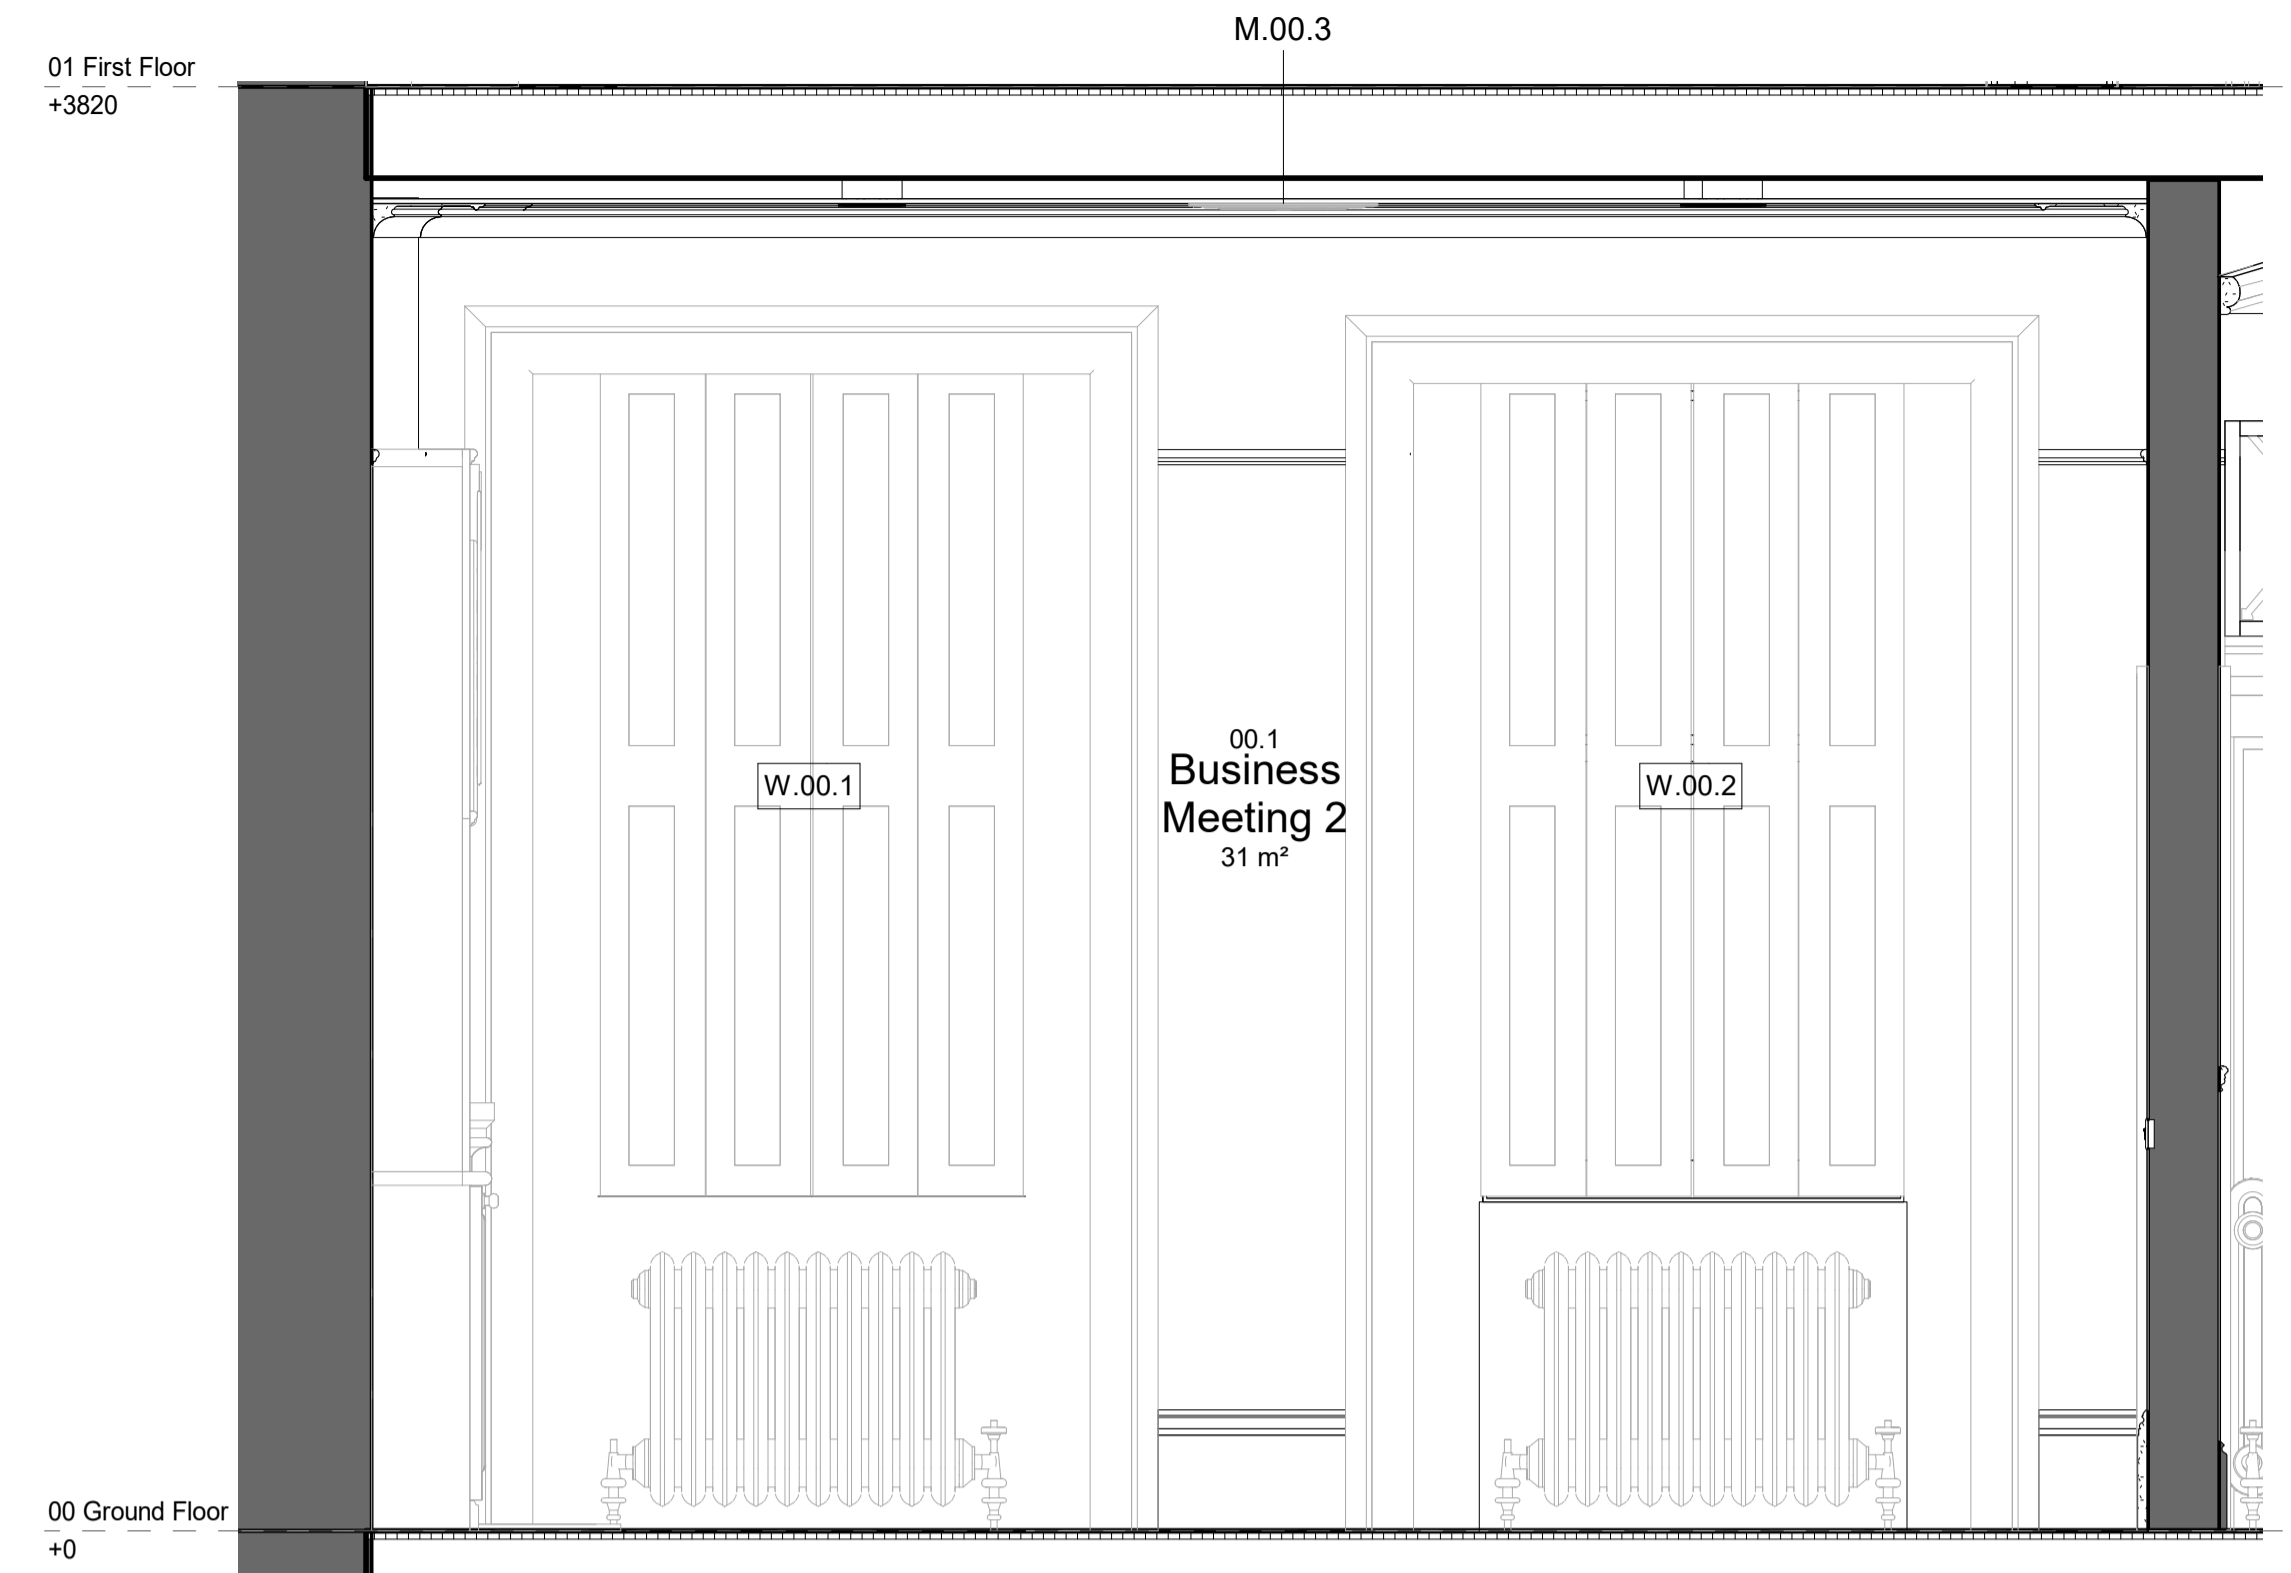 M.00.3
01 First Floor
+3820
00.1
Business
Meeting 2
31 m²
W.00.1
W.00.2
00 Ground Floor
+0